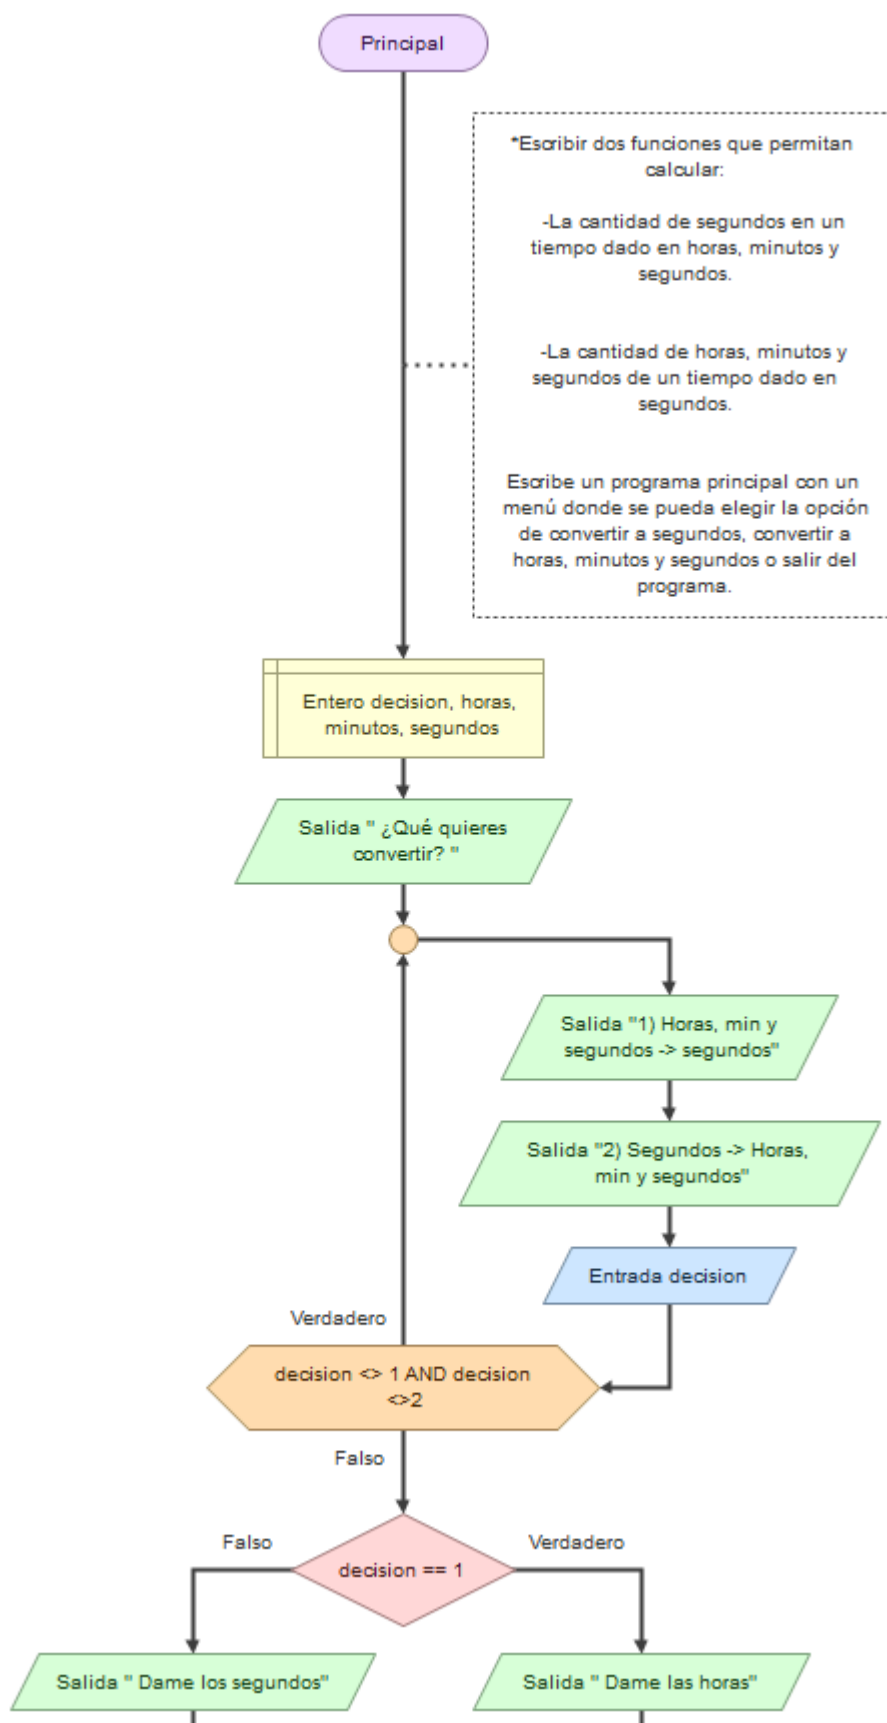 Principal
*Escribir dos funciones que permitan
calcular:
-La cantidad de segundos en un
tiempo dado en horas, minutos y
segundos.
-La cantidad de horas, minutos y
segundos de un tiempo dado en
segundos.
Escribe un programa principal con un
menú donde se pueda elegir la opción
de convertir a segundos, convertir a
horas, minutos y segundos o salir del
programa.
Entero decision, horas,
minutos, segundos
Salida " ¿Qué quieres
convertir? "
Salida "1) Horas, min y
segundos -> segundos"
Salida "2) Segundos -> Horas,
min y segundos"
Entrada decision
Verdadero
decision <> 1 AND decision
<>2
Falso
Falso
Verdadero
decision == 1
Salida " Dame los segundos"
Salida " Dame las horas"